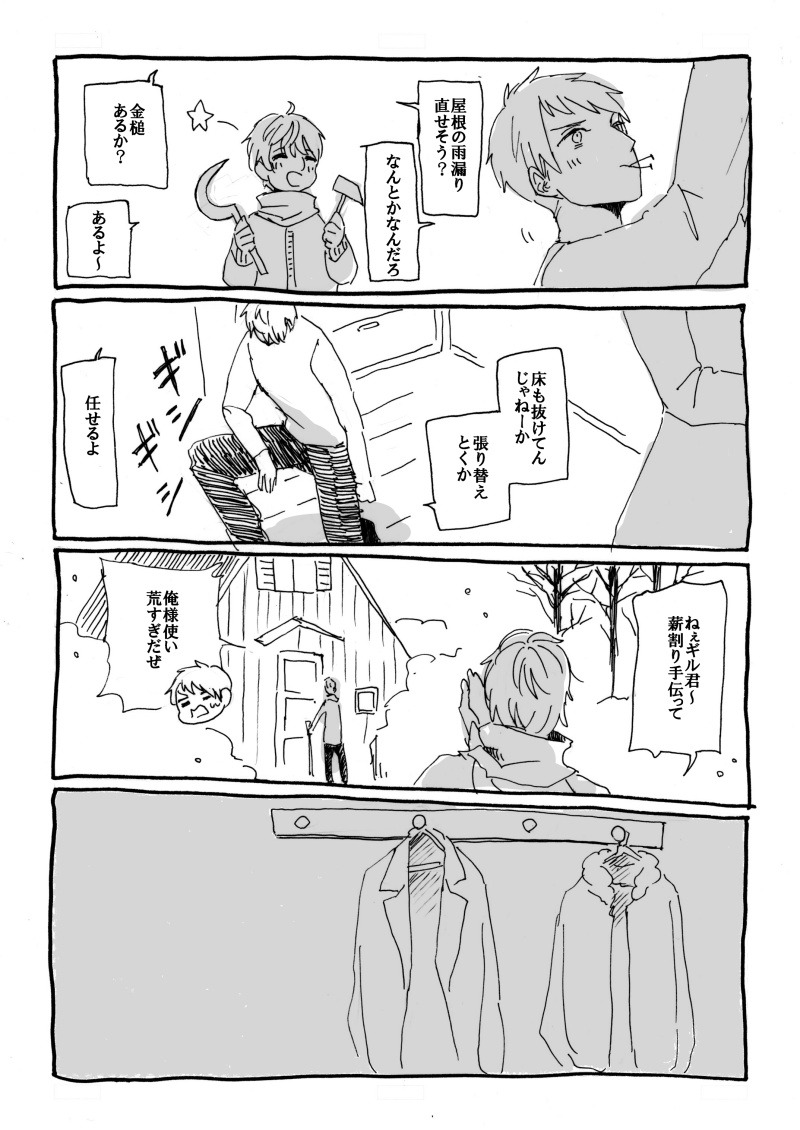 屋根の雨漏り
直せそう？
なんとかなんだろ
金槌
あるか？
あるよ～
床も抜けてん
じゃねーか
張り替え
とくか
ギシギシ
任せるよ
ねぇギル君～
薪割り手伝って
俺様使い
荒すぎだぜ